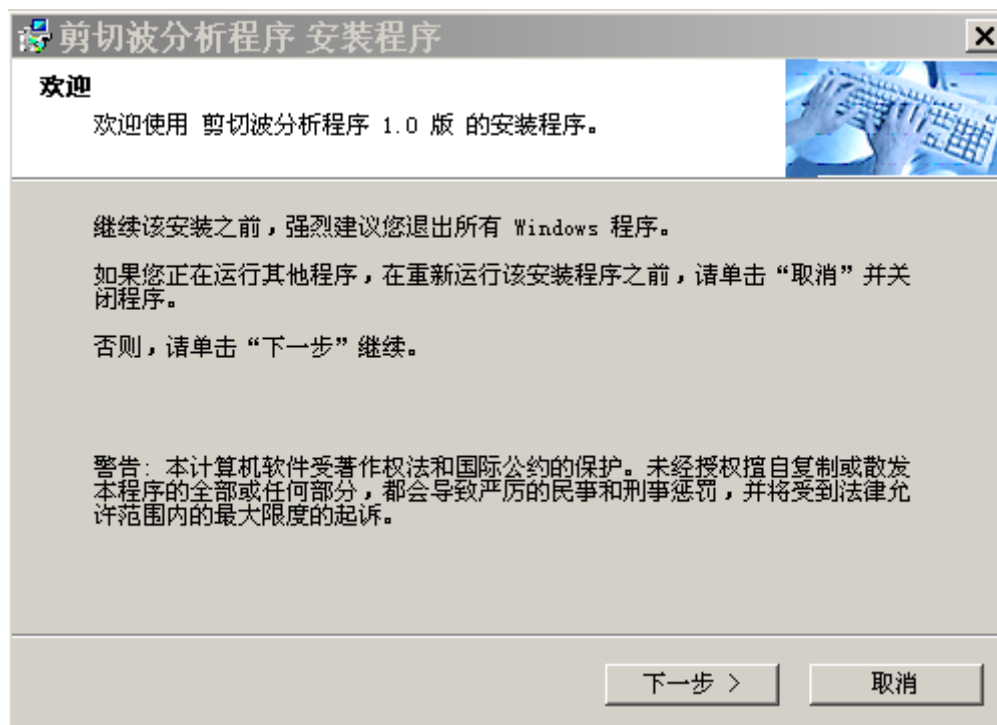 剪切波分析程序 安装程序
欢迎
欢迎使用 剪切波分析程序 1.0 版 的安装程序。
继续该安装之前，强烈建议您退出所有 Windows 程序。
如果您正在运行其他程序，在重新运行该安装程序之前，请单击“取消”并关
闭程序。
否则，请单击“下一步”继续。
警告: 本计算机软件受著作权法和国际公约的保护。未经授权擅自复制或散发
本程序的全部或任何部分，都会导致严厉的民事和刑事惩罚，并将受到法律允
许范围内的最大限度的起诉。
下一步 >
取消